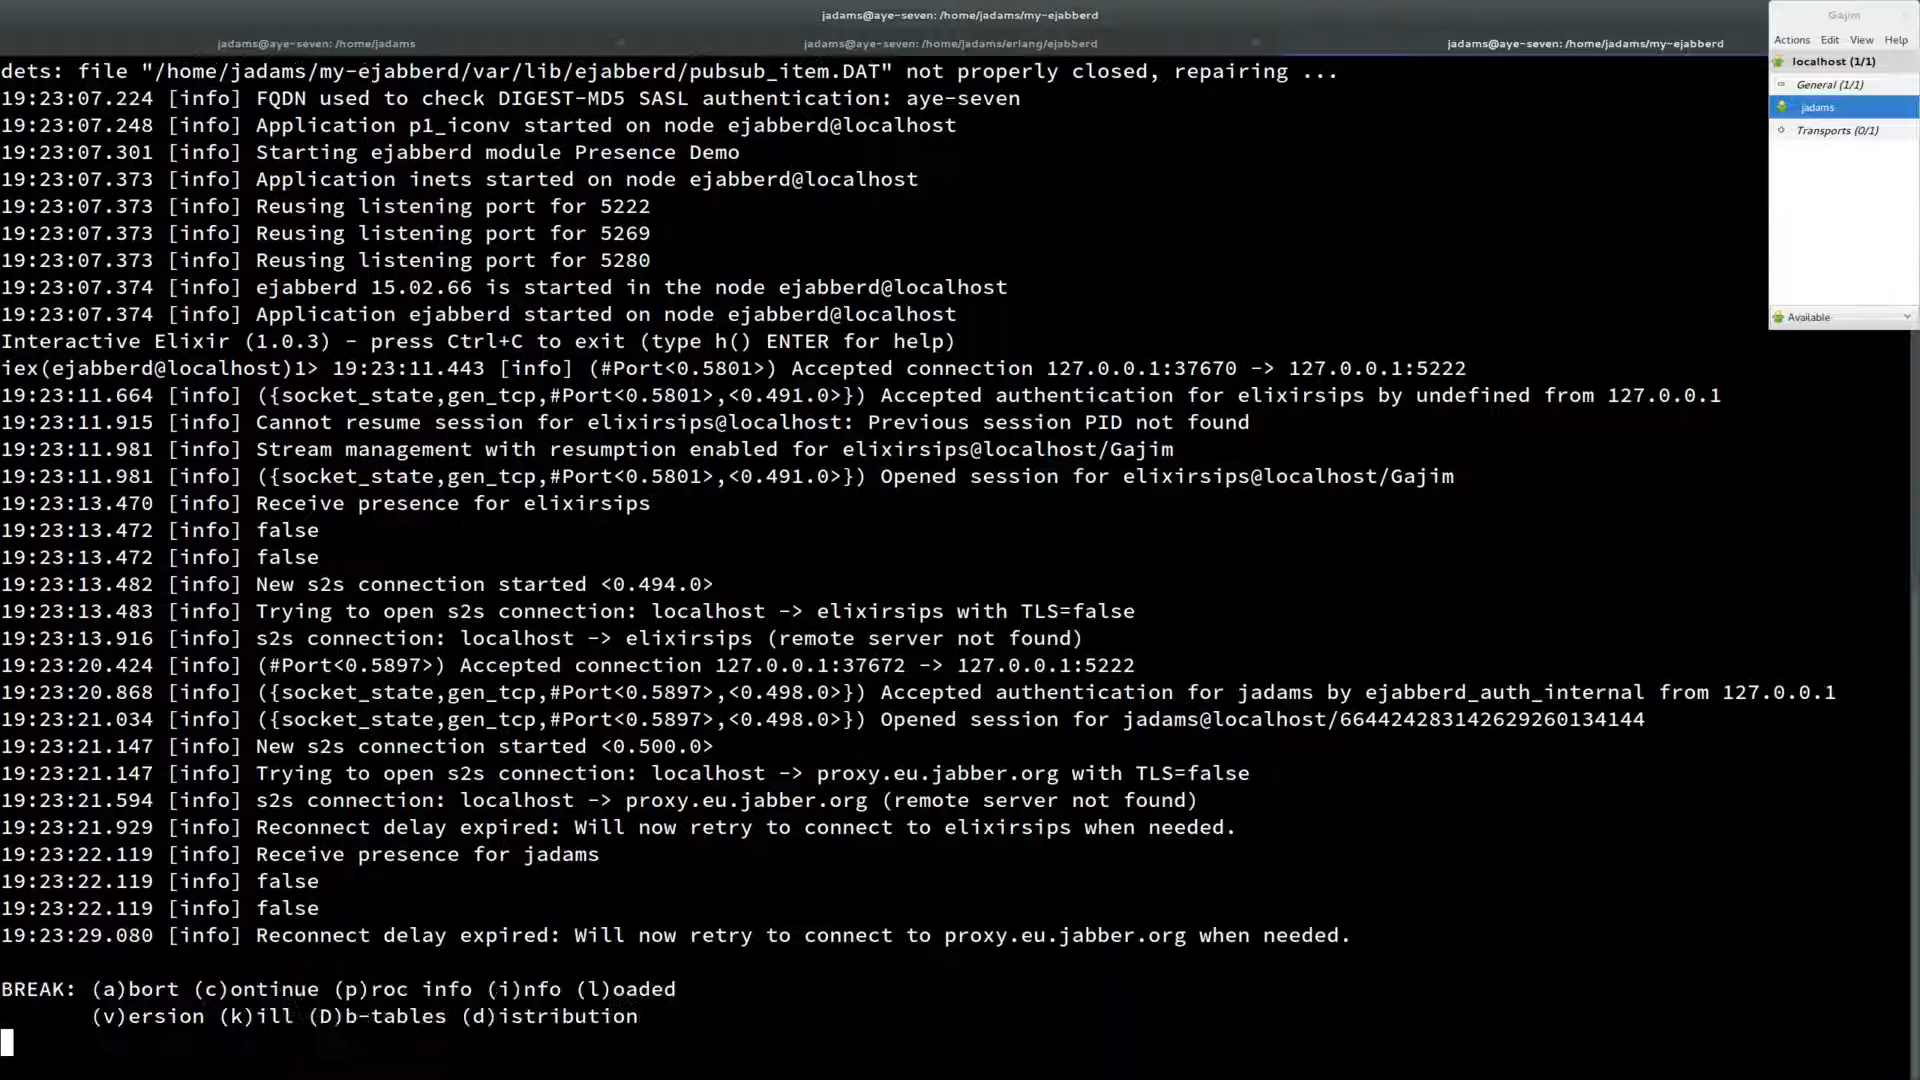 jadams@aye-seven: /home/jadams/my-ejabberd
jadams@aye-seven: /home/jadams
jadams@aye-seven: /home/jadams/erlang/ejabberd
jadams@aye-seven: /home/jadams/my-ejabberd
dets: file "/home/jadams/my-ejabberd/var/lib/ejabberd/pubsub_item.DAT" not properly closed, repairing ...
19:23:07.224 [info] FQDN used to check DIGEST-MD5 SASL authentication: aye-seven
19:23:07.248 [info] Application p1_iconv started on node ejabberd@localhost
19:23:07.301 [info] Starting ejabberd module Presence Demo
19:23:07.373 [info] Application inets started on node ejabberd@localhost
19:23:07.373 [info] Reusing listening port for 5222
19:23:07.373 [info] Reusing listening port for 5269
19:23:07.373 [info] Reusing listening port for 5280
19:23:07.374 [info] ejabberd 15.02.66 is started in the node ejabberd@localhost
19:23:07.374 [info] Application ejabberd started on node ejabberd@localhost
Interactive Elixir (1.0.3) - press Ctrl+C to exit (type h() ENTER for help)
iex(ejabberd@localhost)1> 19:23:11.443 [info] (#Port<0.5801>) Accepted connection 127.0.0.1:37670 -> 127.0.0.1:5222
19:23:11.664 [info] ({socket_state,gen_tcp,#Port<0.5801>,<0.491.0>}) Accepted authentication for elixirsips by undefined from 127.0.0.1
19:23:11.915 [info] Cannot resume session for elixirsips@localhost: Previous session PID not found
19:23:11.981 [info] Stream management with resumption enabled for elixirsips@localhost/Gajim
19:23:11.981 [info] ({socket_state,gen_tcp,#Port<0.5801>,<0.491.0>}) Opened session for elixirsips@localhost/Gajim
19:23:13.470 [info] Receive presence for elixirsips
19:23:13.472 [info] false
19:23:13.472 [info] false
19:23:13.482 [info] New s2s connection started <0.494.0>
19:23:13.483 [info] Trying to open s2s connection: localhost -> elixirsips with TLS=false
19:23:13.916 [info] s2s connection: localhost -> elixirsips (remote server not found)
19:23:20.424 [info] (#Port<0.5897>) Accepted connection 127.0.0.1:37672 -> 127.0.0.1:5222
19:23:20.868 [info] ({socket_state,gen_tcp,#Port<0.5897>,<0.498.0>}) Accepted authentication for jadams by ejabberd_auth_internal from 127.0.0.1
19:23:21.034 [info] ({socket_state,gen_tcp,#Port<0.5897>,<0.498.0>}) Opened session for jadams@localhost/664424283142629260134144
19:23:21.147 [info] New s2s connection started <0.500.0>
19:23:21.147 [info] Trying to open s2s connection: localhost -> proxy.eu.jabber.org with TLS=false
19:23:21.594 [info] s2s connection: localhost -> proxy.eu.jabber.org (remote server not found)
19:23:21.929 [info] Reconnect delay expired: Will now retry to connect to elixirsips when needed.
19:23:22.119 [info] Receive presence for jadams
19:23:22.119 [info] false
19:23:22.119 [info] false
19:23:29.080 [info] Reconnect delay expired: Will now retry to connect to proxy.eu.jabber.org when needed.
BREAK: (a)bort (c)ontinue (p)roc info (i)nfo (l)oaded
(v)ersion (k)ill (D)b-tables (d)istribution
Gajim
Actions Edit View Help
localhost (1/1)
General (1/1)
jadams
Transports (0/1)
Available